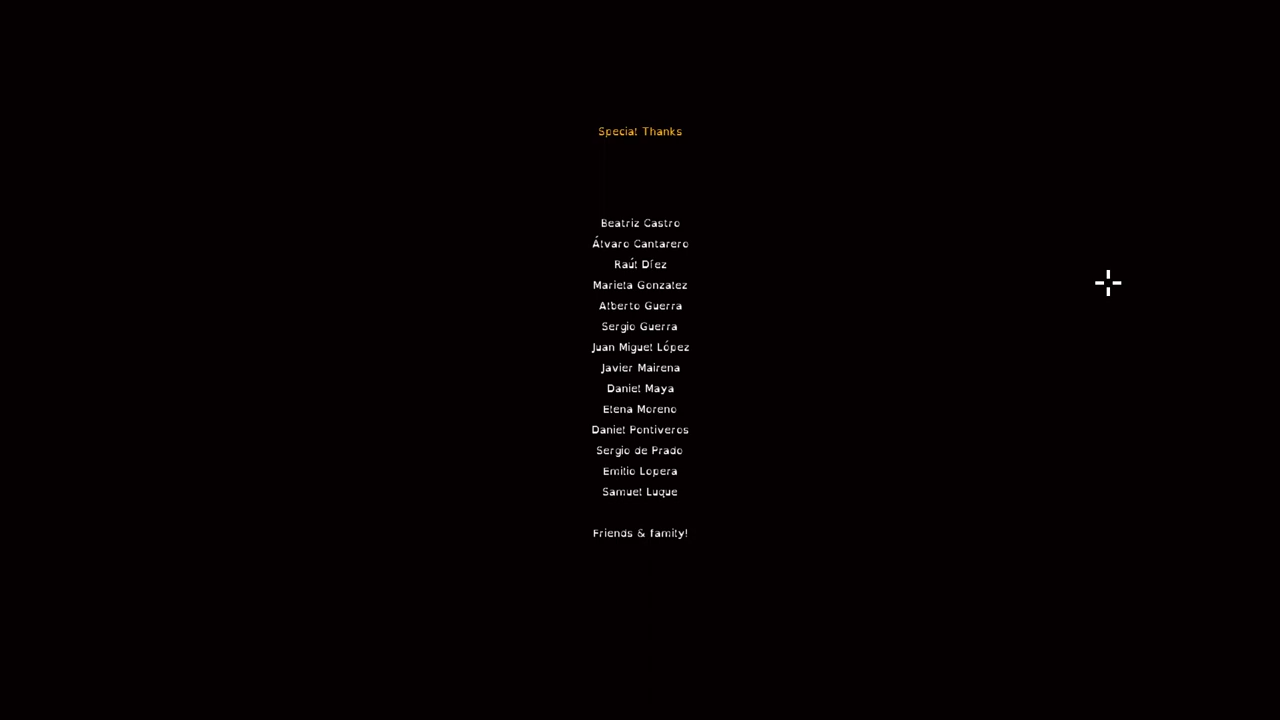 Special Thanks
Beatriz Castro
Álvaro Cantarero
Raúl Díez
Marieta Gonzalez
Alberto Guerra
Sergio Guerra
Juan Miguel López
Javier Mairena
Daniel Maya
Elena Moreno
Daniel Pontiveros
Sergio de Prado
Emilio Lopera
Samuel Luque
Friends & family!